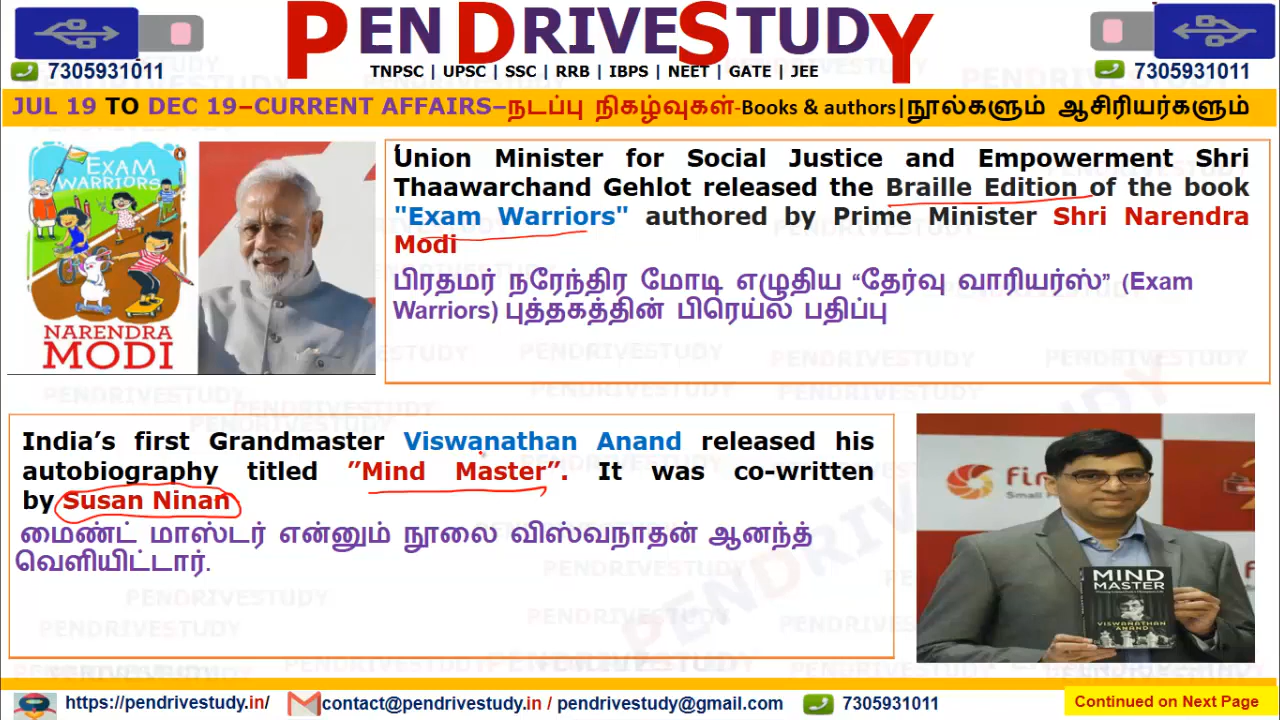 PENDRIVESTUDY
TNPSC | UPSC | SSC | RRB | IBPS | NEET | GATE | JEE
7305931011
7305931011
JUL 19 TO DEC 19–CURRENT AFFAIRS–நடப்பு நிகழ்வுகள்-Books & authors|நூல்களும் ஆசிரியர்களும்
EXAM
WARRIORS
NARENDRA
MODI
Union Minister for Social Justice and Empowerment Shri
Thaawarchand Gehlot released the Braille Edition of the book
"Exam Warriors" authored by Prime Minister Shri Narendra
Modi
பிரதமர் நரேந்திர மோடி எழுதிய “தேர்வு வாரியர்ஸ்” (Exam
Warriors) புத்தகத்தின் பிரெய்ல் பதிப்பு
India’s first Grandmaster Viswanathan Anand released his
autobiography titled ”Mind Master”. It was co-written
by Susan Ninan
மைண்ட் மாஸ்டர் என்னும் நூலை விஸ்வநாதன் ஆனந்த்
வெளியிட்டார்.
MIND
MASTER
VISWANATHAN
ANAND
https://pendrivestudy.in/
contact@pendrivestudy.in / pendrivestudy@gmail.com
7305931011
Continued on Next Page